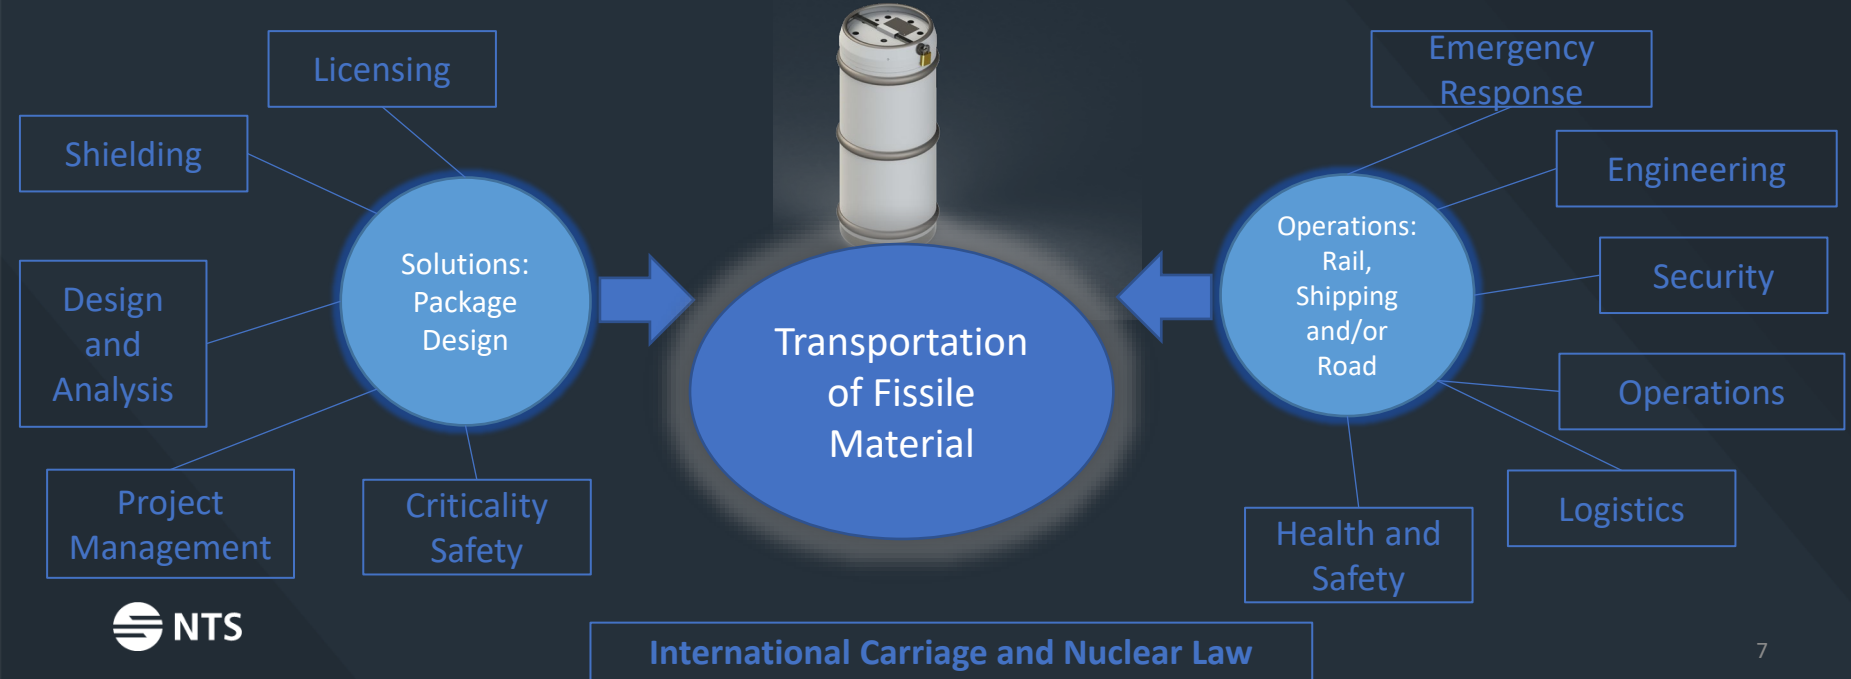 Licensing
Shielding
Design
and
Analysis
Project
Management
Criticality
Safety
Solutions:
Package
Design
Transportation
of Fissile
Material
Operations:
Rail,
Shipping
and/or
Road
Emergency
Response
Engineering
Security
Operations
Logistics
Health and
Safety
NTS
International Carriage and Nuclear Law
7